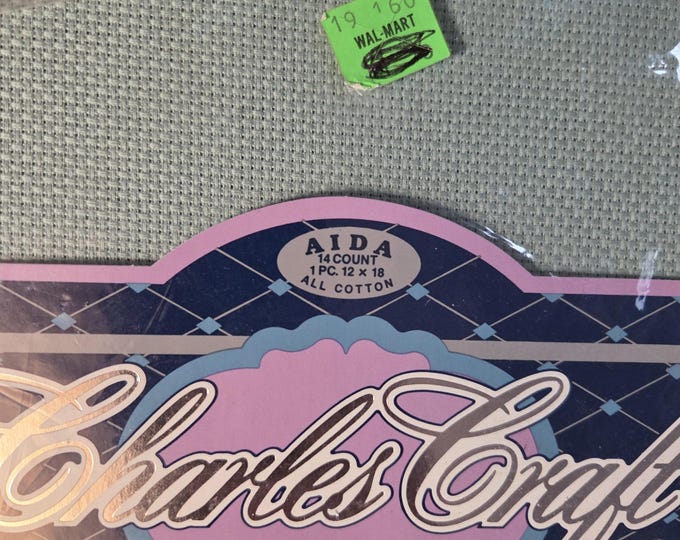 19 160
WAL-MART
AIDA
14 COUNT
1 PC. 12 x 18
ALL COTTON
Charles Craft